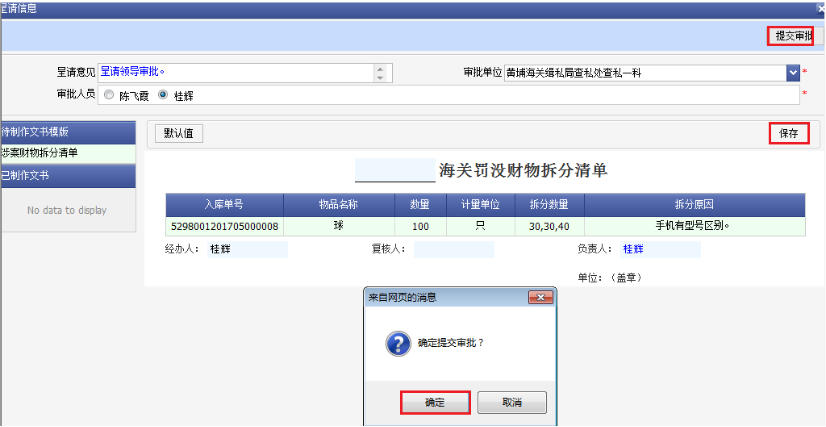 呈请信息
提交审批
呈请意见 呈请领导审批。 审批单位 黄埔海关缉私局查私处查私一科 *
审批人员 陈飞霞 桂辉 *
待制作文书模版
默认值 保存
涉案财物拆分清单
已制作文书
No data to display
海关罚没财物拆分清单
入库单号 物品名称 数量 计量单位 拆分数量 拆分原因
5298001201705000008 球 100 只 30,30,40 手机有型号区别。
经办人： 桂辉 复核人： 负责人： 桂辉
单位：（盖章）
来自网页的消息
确定提交审批？
确定 取消